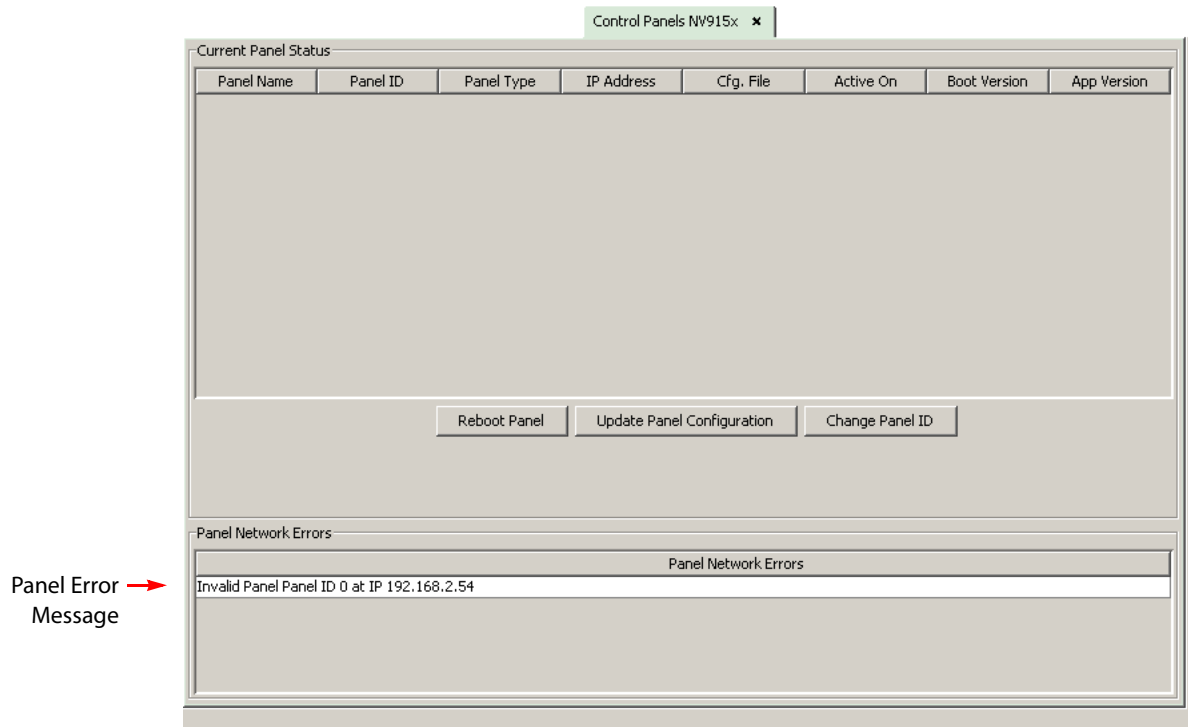 Control Panels NV915x ×
Current Panel Status
Panel Name Panel ID Panel Type IP Address Cfg. File Active On Boot Version App Version
Reboot Panel Update Panel Configuration Change Panel ID
Panel Network Errors
Panel Network Errors
Invalid Panel Panel ID 0 at IP 192.168.2.54
Panel Error
Message